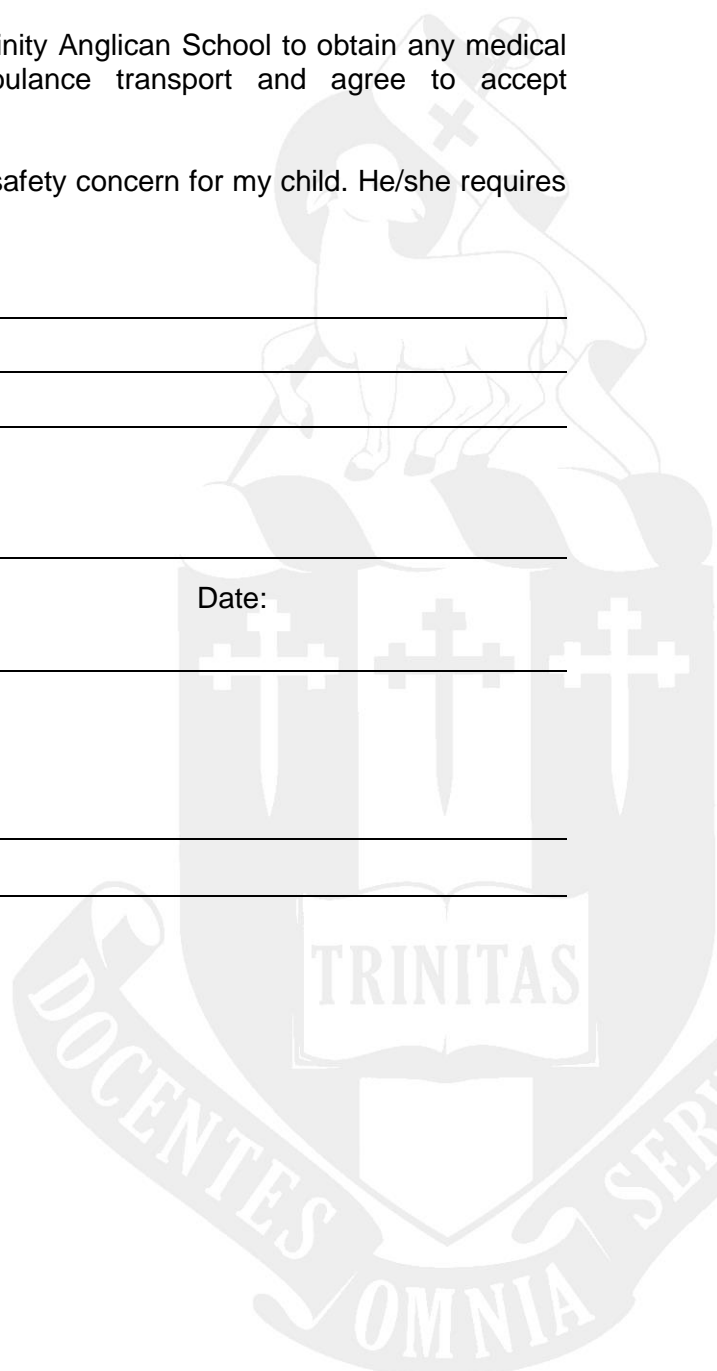 inity Anglican School to obtain any medical
bulance transport and agree to accept
safety concern for my child. He/she requires
Date:
TRINITAS
DOCENTES OMNIA